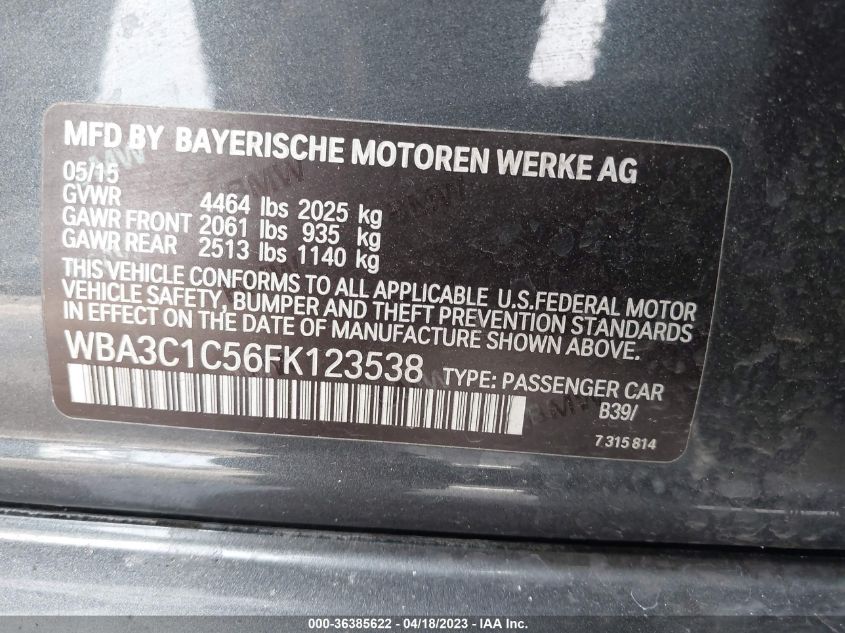 MFD BY BAYERISCHE MOTOREN WERKE AG
05/15
GVWR 4464 lbs 2025 kg
GAWR FRONT 2061 lbs 935 kg
GAWR REAR 2513 lbs 1140 kg
THIS VEHICLE CONFORMS TO ALL APPLICABLE U.S.FEDERAL MOTOR
VEHICLE SAFETY, BUMPER AND THEFT PREVENTION STANDARDS
IN EFFECT ON THE DATE OF MANUFACTURE SHOWN ABOVE.
WBA3C1C56FK123538 TYPE: PASSENGER CAR
B39/
7 315 814
000-36385622 - 04/18/2023 - IAA Inc.